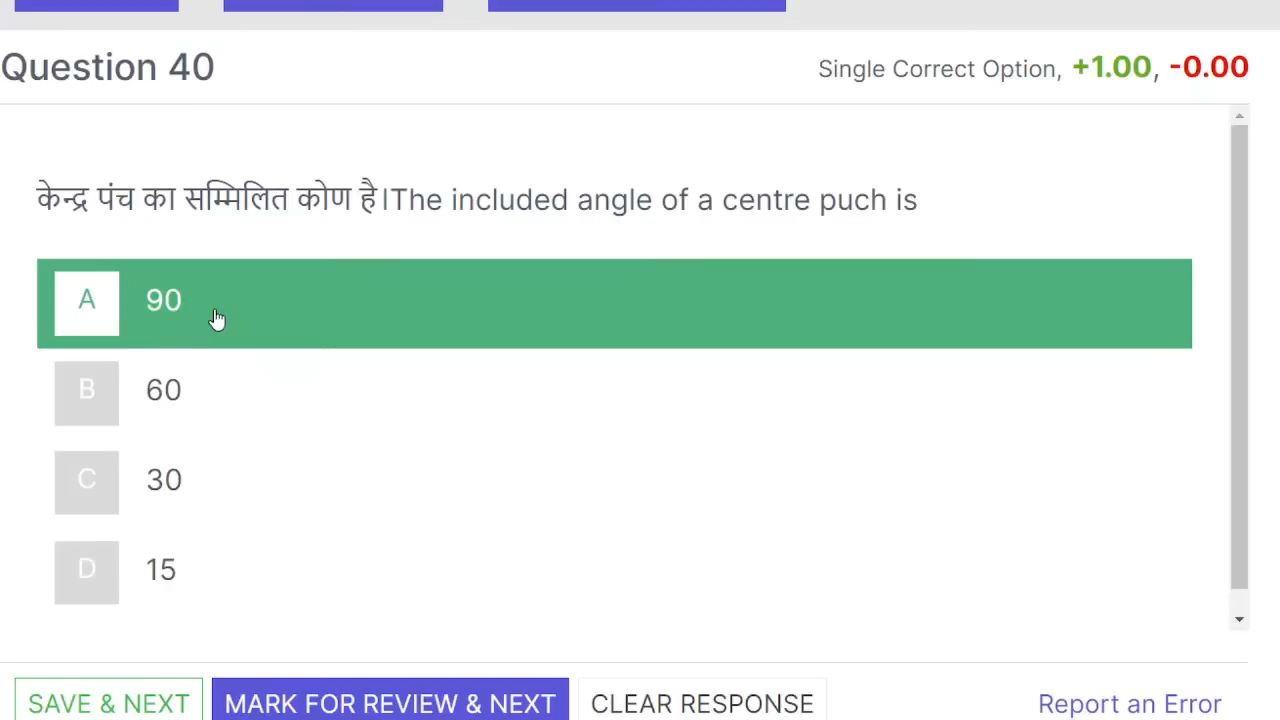 Question 40
Single Correct Option, +1.00, -0.00
केन्द्र पंच का सम्मिलित कोण है।The included angle of a centre puch is
A 90
B 60
C 30
D 15
SAVE & NEXT MARK FOR REVIEW & NEXT CLEAR RESPONSE Report an Error